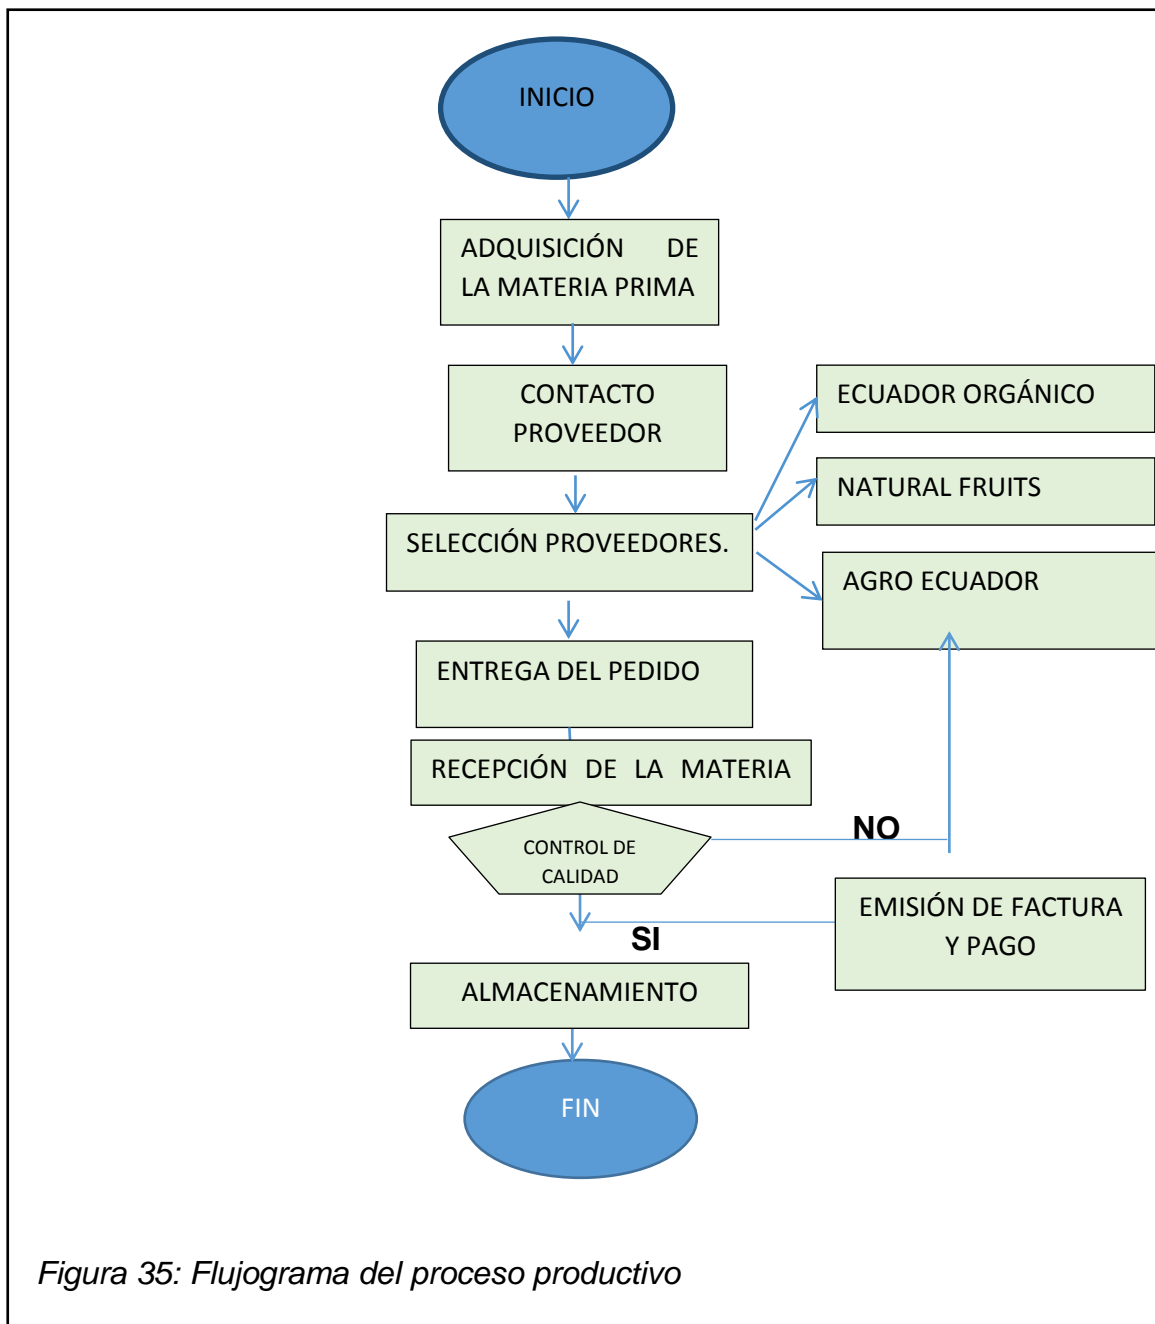 INICIO
ADQUISICIÓN DE
LA MATERIA PRIMA
CONTACTO
PROVEEDOR
SELECCIÓN PROVEEDORES.
ECUADOR ORGÁNICO
NATURAL FRUITS
AGRO ECUADOR
ENTREGA DEL PEDIDO
RECEPCIÓN DE LA MATERIA
CONTROL DE
CALIDAD
NO
EMISIÓN DE FACTURA
Y PAGO
SI
ALMACENAMIENTO
FIN
Figura 35: Flujograma del proceso productivo